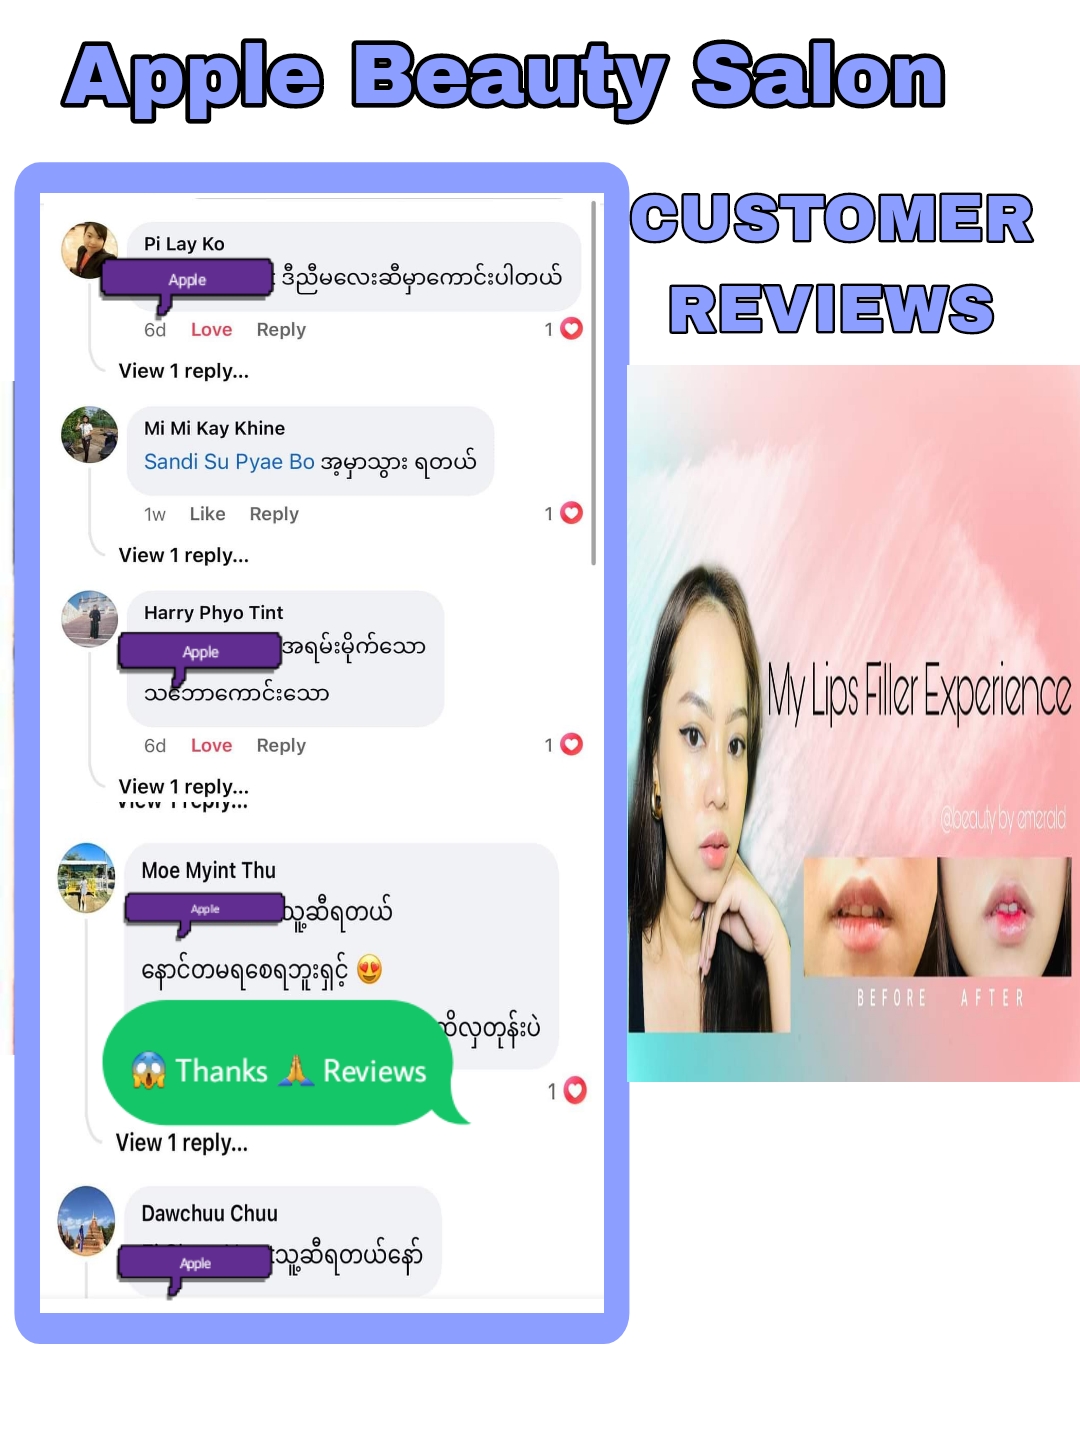 Apple Beauty Salon
CUSTOMER
REVIEWS
Pi Lay Ko
Apple ဒီညီမလေးဆီမှာကောင်းပါတယ်
6d Love Reply 1
View 1 reply...
Mi Mi Kay Khine
Sandi Su Pyae Bo အ့မှာသွား ရတယ်
1w Like Reply 1
View 1 reply...
Harry Phyo Tint
Apple အရမ်းမိုက်သော
သဘောကောင်းသော
6d Love Reply 1
View 1 reply...
View 1 reply...
Moe Myint Thu
Apple သူ့ဆီရတယ်
နောင်တမရစေရဘူးရှင့် 😍
လှတုန်းပဲ
😱 Thanks 🙏 Reviews
1
View 1 reply...
Dawchuu Chuu
Apple သူ့ဆီရတယ်နော်
My Lips Filler Experience
@beauty by emerald
BEFORE AFTER